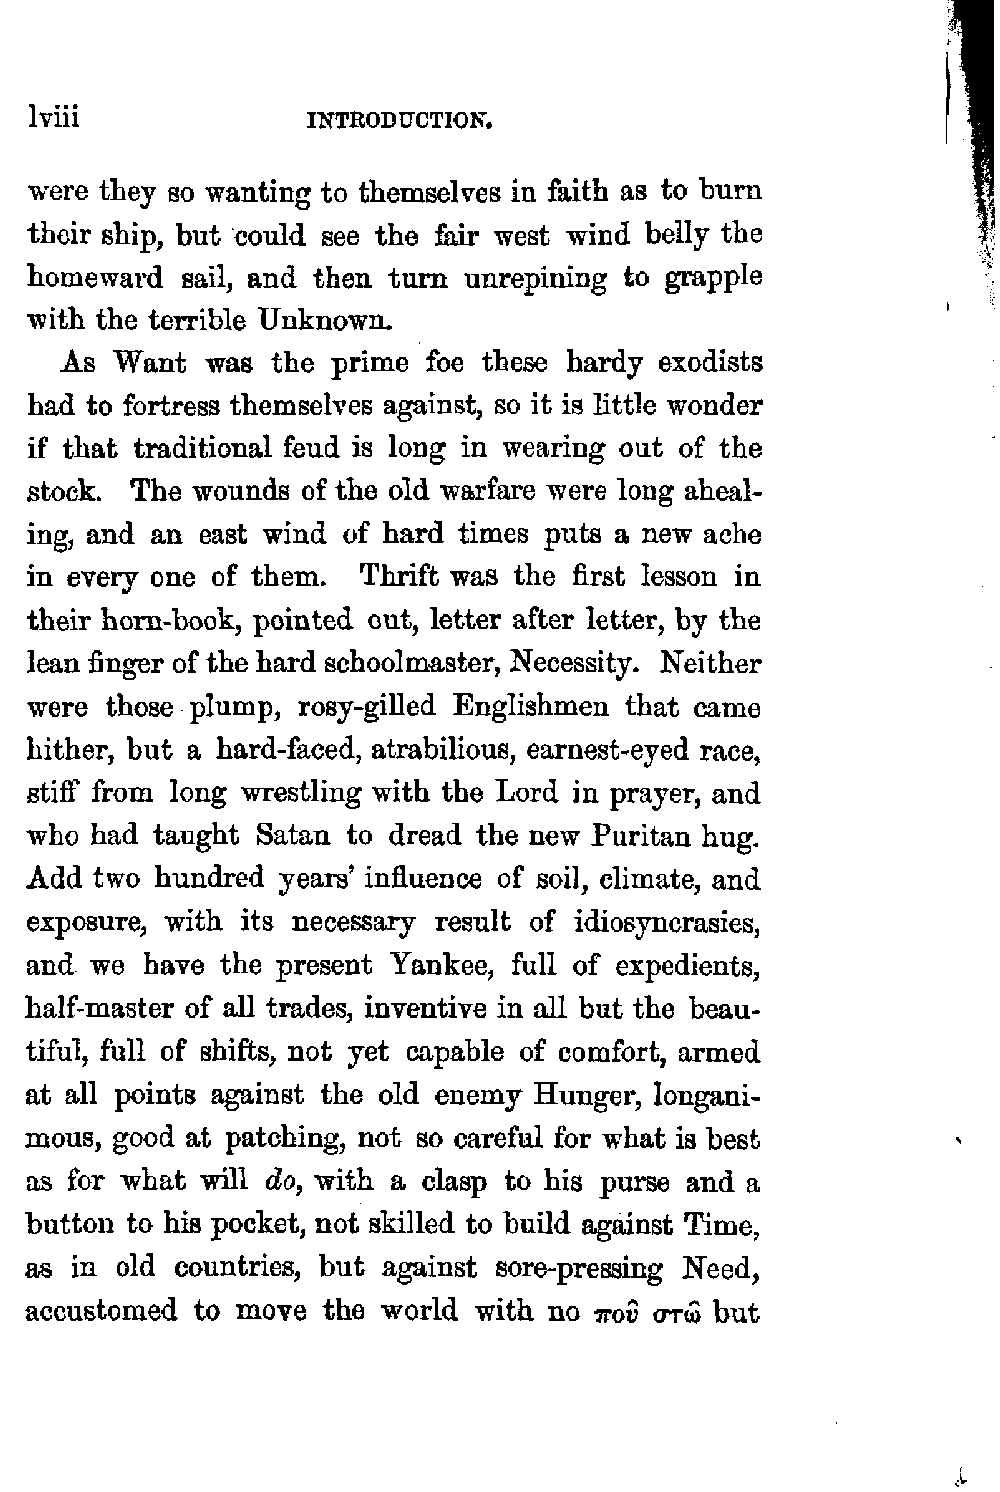 lviii INTRODUCTION.
were they so wanting to themselves in faith as to burn
their ship, but could see the fair west wind belly the
homeward sail, and then turn unrepining to grapple
with the terrible Unknown.
As Want was the prime foe these hardy exodists
had to fortress themselves against, so it is little wonder
if that traditional feud is long in wearing out of the
stock. The wounds of the old warfare were long aheal-
ing, and an east wind of hard times puts a new ache
in every one of them. Thrift was the first lesson in
their horn-book, pointed out, letter after letter, by the
lean finger of the hard schoolmaster, Necessity. Neither
were those plump, rosy-gilled Englishmen that came
hither, but a hard-faced, atrabilious, earnest-eyed race,
stiff from long wrestling with the Lord in prayer, and
who had taught Satan to dread the new Puritan hug.
Add two hundred years' influence of soil, climate, and
exposure, with its necessary result of idiosyncrasies,
and we have the present Yankee, full of expedients,
half-master of all trades, inventive in all but the beau-
tiful, full of shifts, not yet capable of comfort, armed
at all points against the old enemy Hunger, longani-
mous, good at patching, not so careful for what is best
as for what will do, with a clasp to his purse and a
button to his pocket, not skilled to build against Time,
as in old countries, but against sore-pressing Need,
accustomed to move the world with no ποῦ στῶ but